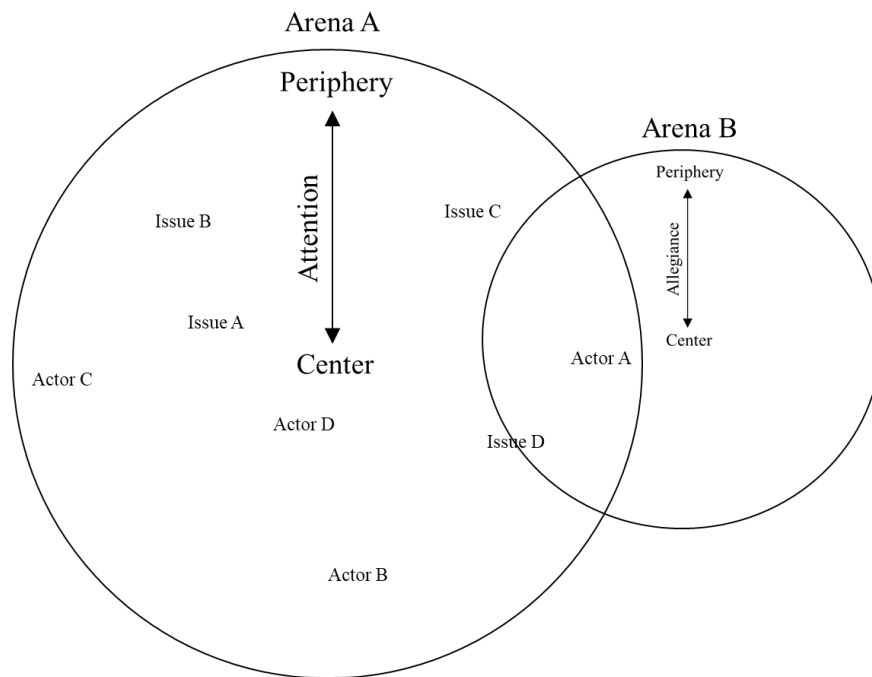 Arena A
Periphery
Attention
Center
Issue B
Issue C
Issue A
Actor C
Actor D
Issue D
Actor B
Actor A
Arena B
Periphery
Allegiance
Center